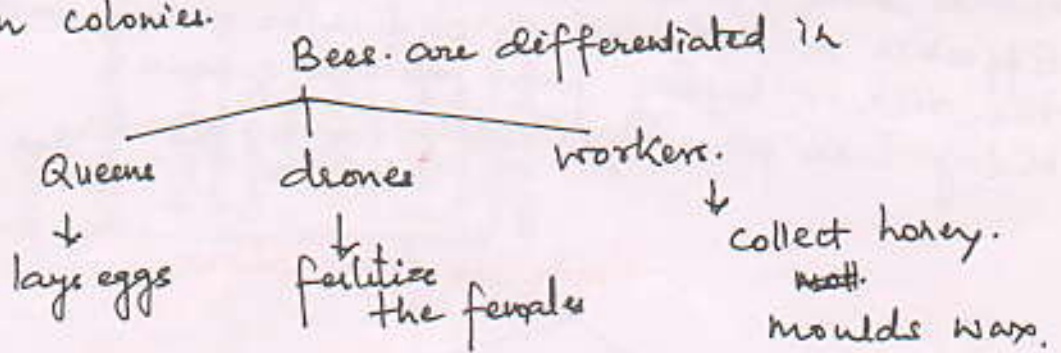 n colonies.
Bees. are differentiated in
Queens drones workers.
↓ ↓ ↓
lays eggs fertilize collect honey.
the females
moulds wax.